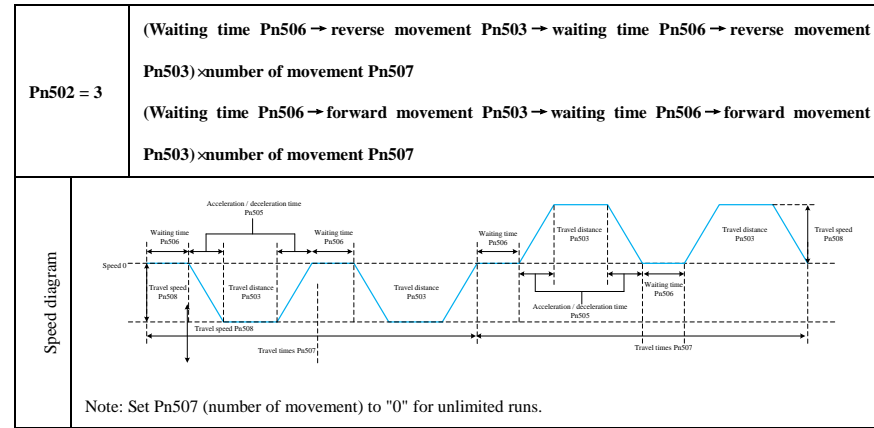 Pn502 = 3
(Waiting time Pn506 → reverse movement Pn503 → waiting time Pn506 → reverse movement
Pn503)×number of movement Pn507
(Waiting time Pn506 → forward movement Pn503 → waiting time Pn506 → forward movement
Pn503)×number of movement Pn507
Speed diagram
Acceleration / deceleration time
Pn505
Waiting time
Pn506
Waiting time
Pn506
Waiting time
Pn506
Travel distance
Pn503
Travel distance
Pn503
Travel speed
Pn508
Speed 0
Travel speed
Pn508
Travel distance
Pn503
Travel distance
Pn503
Waiting time
Pn506
Acceleration / deceleration time
Pn505
Travel speed Pn508
Travel times Pn507
Travel times Pn507
Note: Set Pn507 (number of movement) to "0" for unlimited runs.